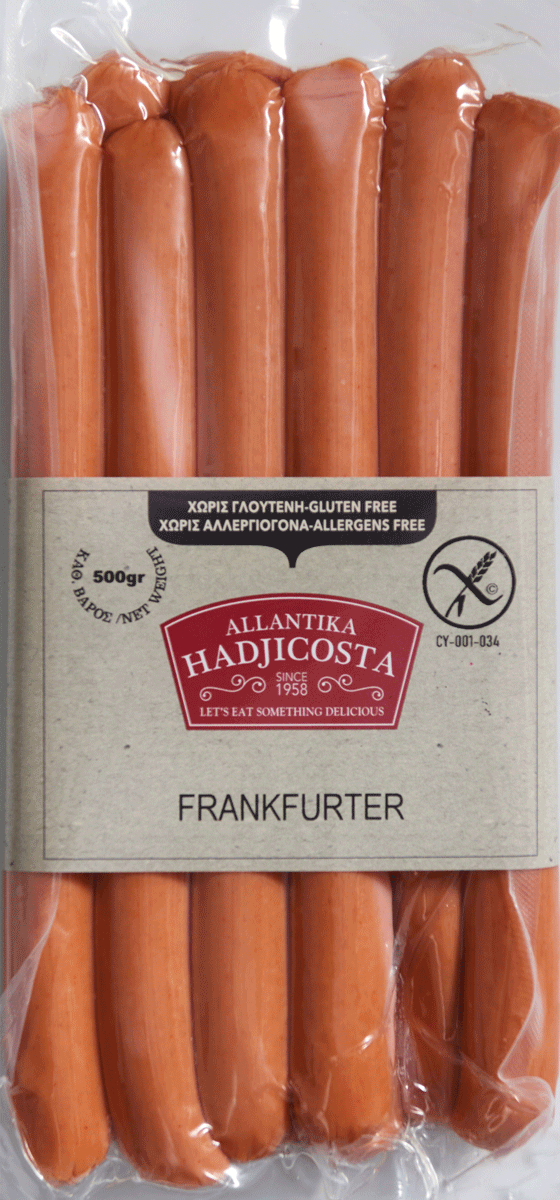 ΧΩΡΙΣ ΓΛΟΥΤΕΝΗ-GLUTEN FREE
ΧΩΡΙΣ ΑΛΛΕΡΓΙΟΓΟΝΑ-ALLERGENS FREE
500gr
ΚΑΘ. ΒΑΡΟΣ /NET WEIGHT
©
CY-001-034
ALLANTIKA
HADJICOSTA
SINCE
1958
LET'S EAT SOMETHING DELICIOUS
FRANKFURTER